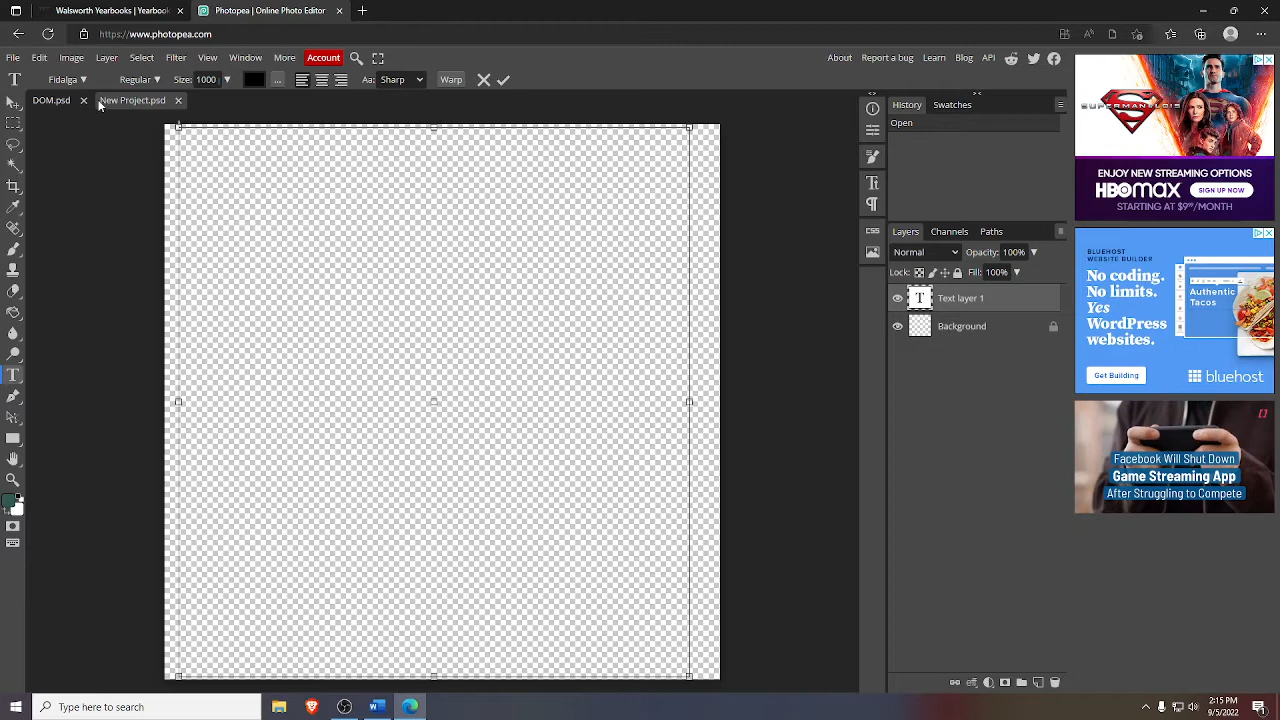 Walsworth Yearbooks | Yearbook
Photopea | Online Photo Editor
https://www.photopea.com
File Edit Image Layer Select Filter View Window More Account
About Report a bug Learn Blog API
Fidalga Regular Size: 1000 ... Aa: Sharp Warp
DOM.psd New Project.psd
History Swatches
Open
CSS
Layers Channels Paths
Normal Opacity: 100%
Lock: Fill: 100%
T Text layer 1
Background
eff
SUPERMAN & LOIS
ENJOY NEW STREAMING OPTIONS
HBOMAX SIGN UP NOW
STARTING AT $9⁹⁹/MONTH
BLUEHOST
WEBSITE BUILDER
No coding.
No limits.
Yes
WordPress
websites.
Authentic
Tacos
Get Building
bluehost
Facebook Will Shut Down
Game Streaming App
After Struggling to Compete
Type here to search
2:15 PM
9/5/2022